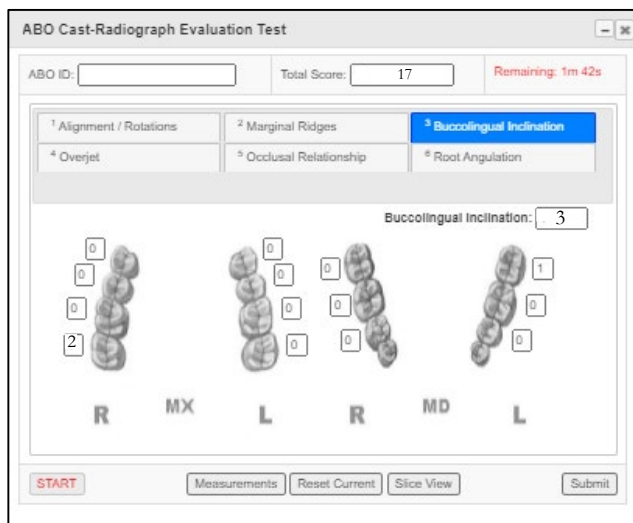 ABO Cast-Radiograph Evaluation Test
ABO ID: Total Score: 17 Remaining: 1m 42s
1 Alignment / Rotations 2 Marginal Ridges 3 Buccolingual Inclination
4 Overjet 5 Occlusal Relationship 6 Root Angulation
Buccolingual Inclination: 3
0 0
0 0 0 1
0 0 0 0
2 0 0 0
R MX L R MD L
START Measurements Reset Current Slice View Submit